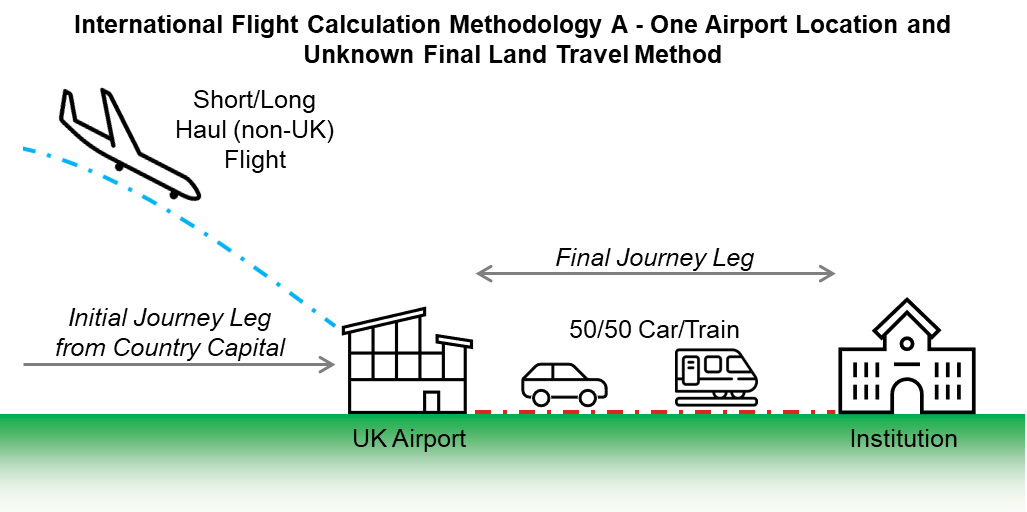 International Flight Calculation Methodology A - One Airport Location and
Unknown Final Land Travel Method
Short/Long
Haul (non-UK)
Flight
Final Journey Leg
Initial Journey Leg
from Country Capital
50/50 Car/Train
UK Airport
Institution